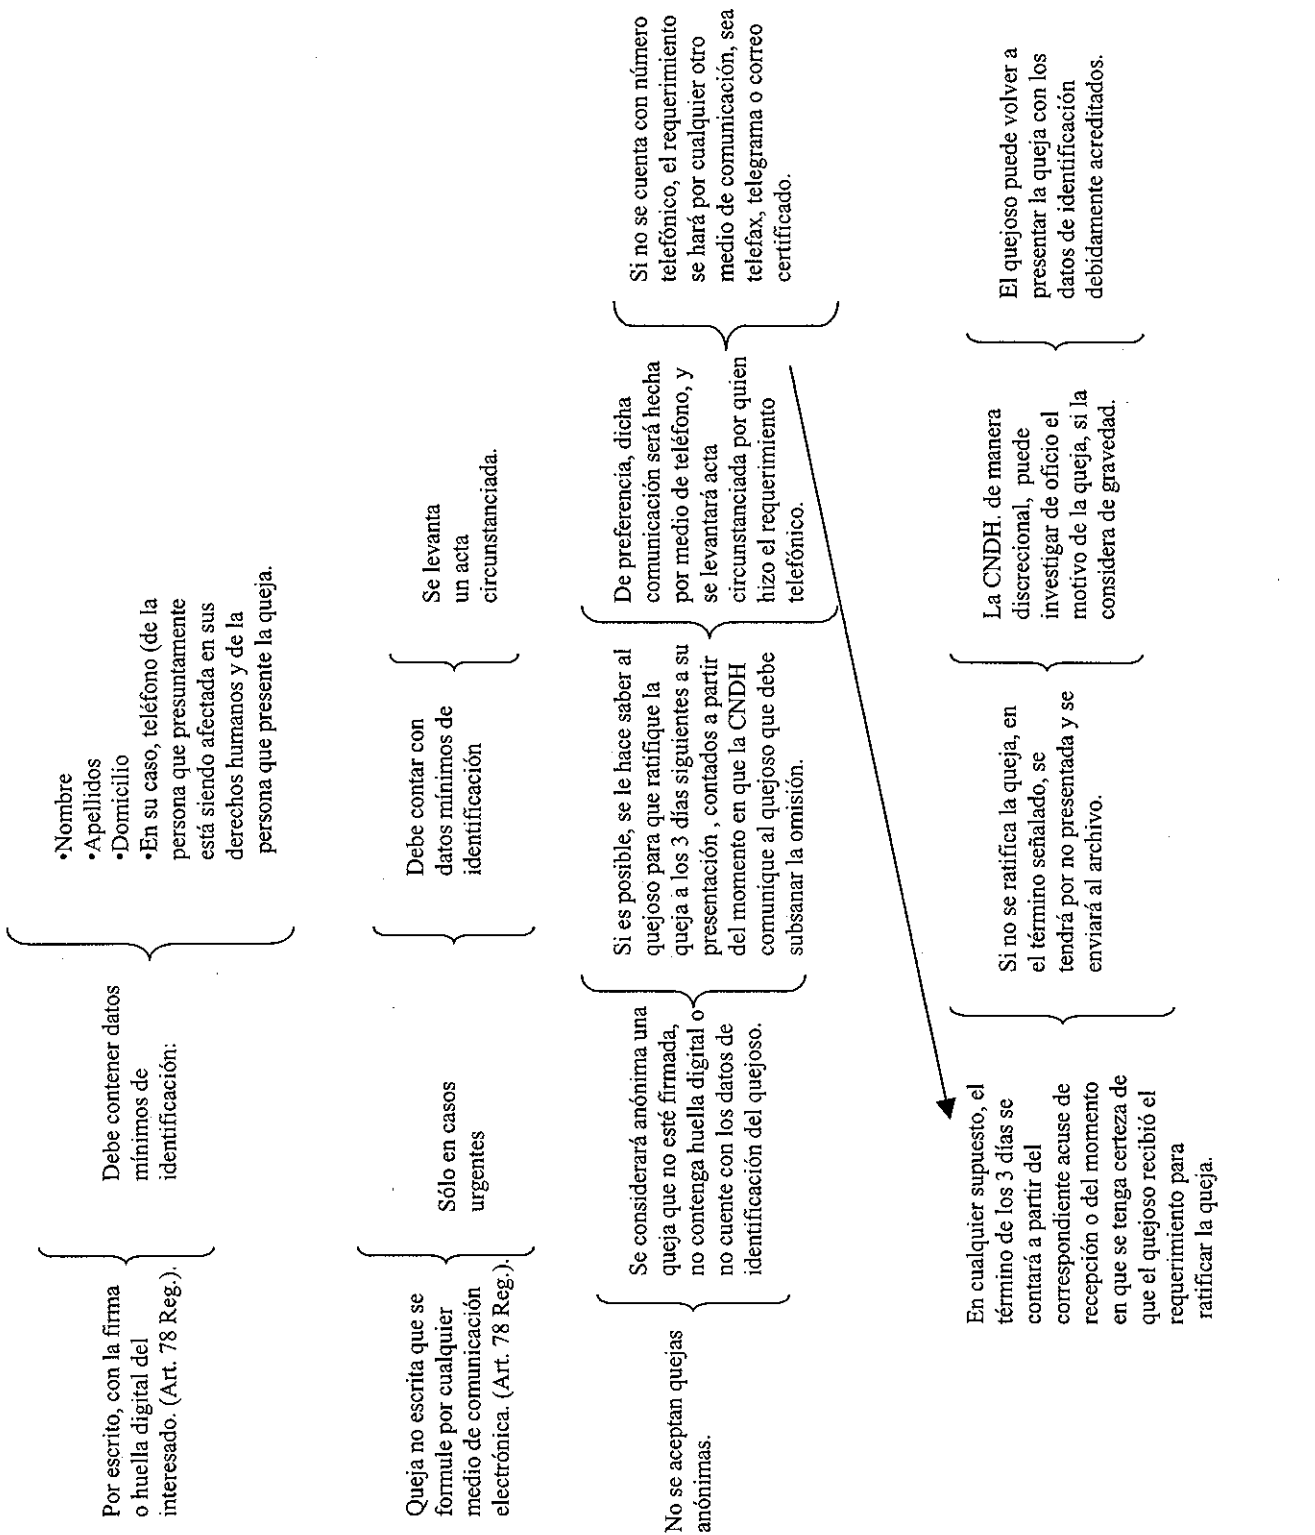 Por escrito, con la firma
o huella digital del
interesado. (Art. 78 Reg.).
Debe contener datos
mínimos de
identificación:
•Nombre
•Apellidos
•Domicilio
•En su caso, teléfono (de la
persona que presuntamente
está siendo afectada en sus
derechos humanos y de la
persona que presente la queja.
Queja no escrita que se
formule por cualquier
medio de comunicación
electrónica. (Art. 78 Reg.).
Sólo en casos
urgentes
Debe contar con
datos mínimos de
identificación
Se levanta
un acta
circunstanciada.
No se aceptan quejas
anónimas.
Se considerará anónima una
queja que no esté firmada,
no contenga huella digital o
no cuente con los datos de
identificación del quejoso.
Si es posible, se le hace saber al
quejoso para que ratifique la
queja a los 3 días siguientes a su
presentación , contados a partir
del momento en que la CNDH
comunique al quejoso que debe
subsanar la omisión.
De preferencia, dicha
comunicación será hecha
por medio de teléfono, y
se levantará acta
circunstanciada por quien
hizo el requerimiento
telefónico.
Si no se cuenta con número
telefónico, el requerimiento
se hará por cualquier otro
medio de comunicación, sea
telefax, telegrama o correo
certificado.
En cualquier supuesto, el
término de los 3 días se
contará a partir del
correspondiente acuse de
recepción o del momento
en que se tenga certeza de
que el quejoso recibió el
requerimiento para
ratificar la queja.
Si no se ratifica la queja, en
el término señalado, se
tendrá por no presentada y se
enviará al archivo.
La CNDH. de manera
discrecional, puede
investigar de oficio el
motivo de la queja, si la
considera de gravedad.
El quejoso puede volver a
presentar la queja con los
datos de identificación
debidamente acreditados.